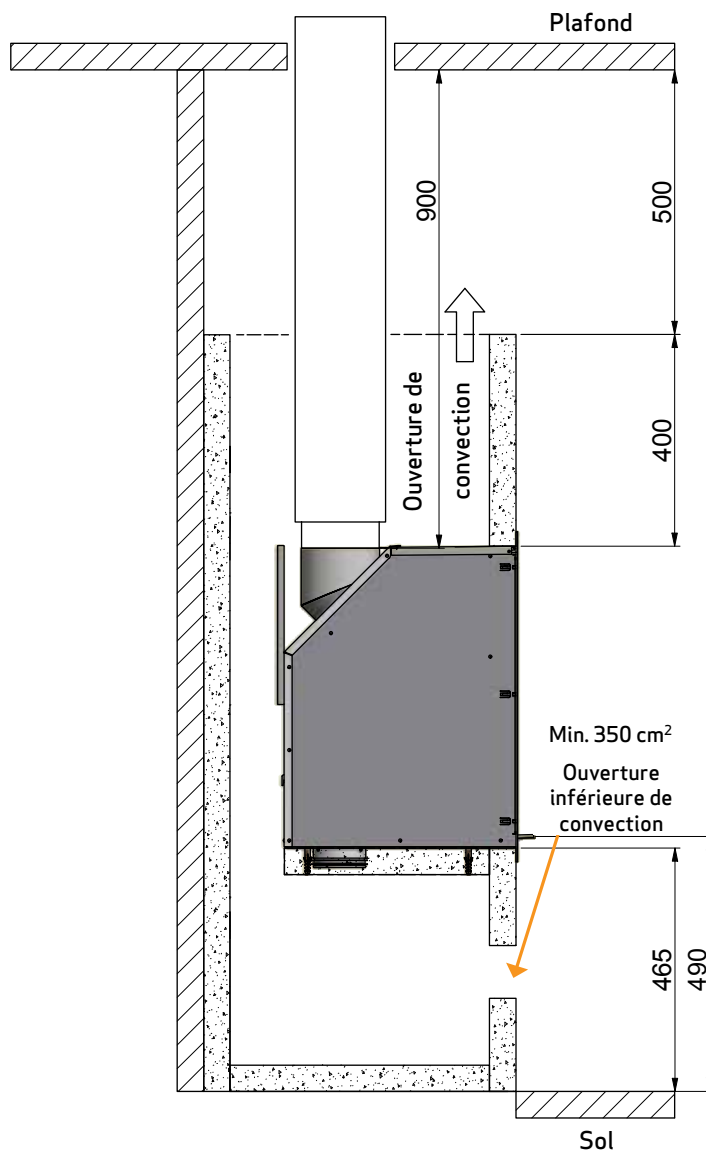 Plafond
900
500
Ouverture de
convection
400
Min. 350 cm²
Ouverture
inférieure de
convection
465
490
Sol